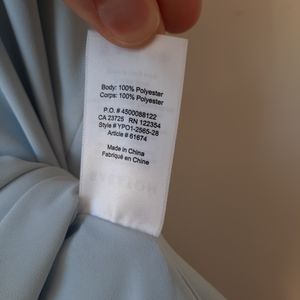 Body: 100% Polyester
Corps: 100% Polyester
P.O. # 4500088122
CA 23725 RN 122354
Style # YPO1-2565-28
Article # 61674
Made in China
Fabriqué en Chine